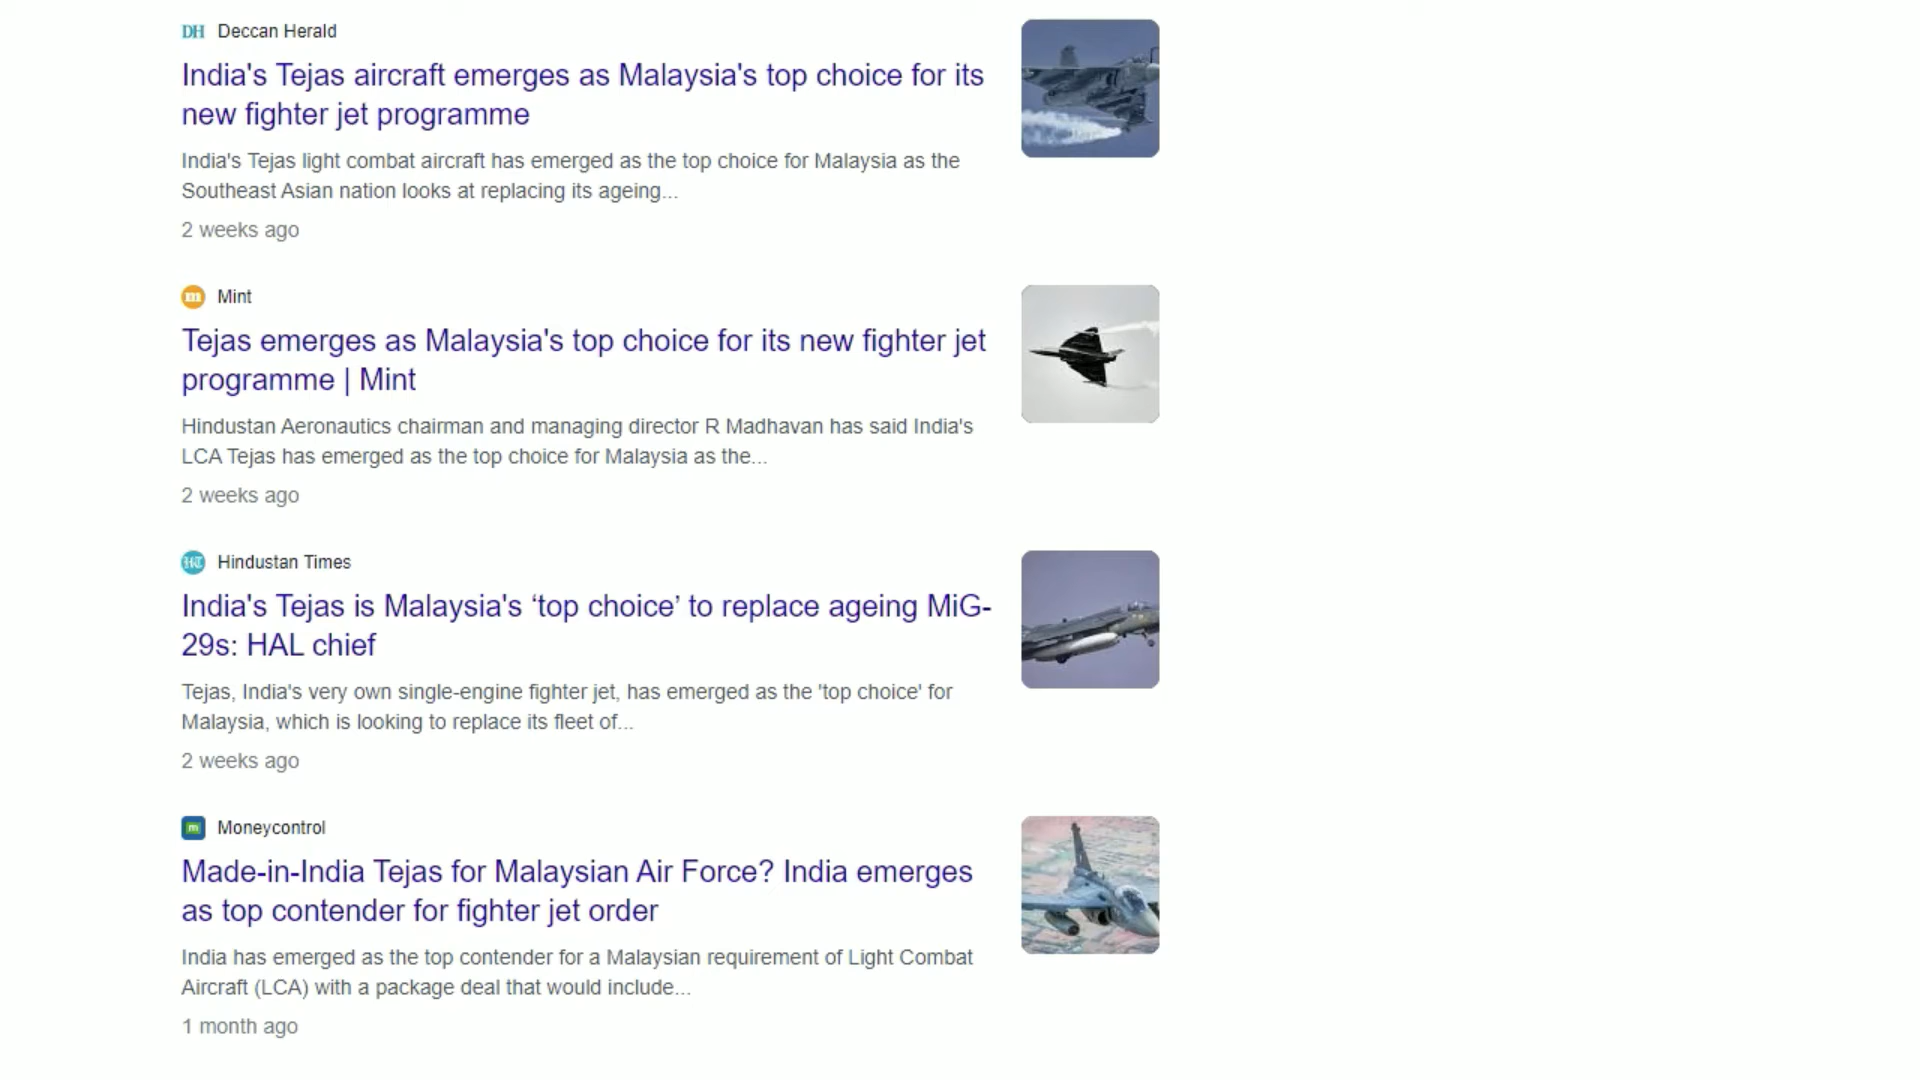 DH Deccan Herald
India's Tejas aircraft emerges as Malaysia's top choice for its
new fighter jet programme
India's Tejas light combat aircraft has emerged as the top choice for Malaysia as the
Southeast Asian nation looks at replacing its ageing...
2 weeks ago
m Mint
Tejas emerges as Malaysia's top choice for its new fighter jet
programme | Mint
Hindustan Aeronautics chairman and managing director R Madhavan has said India's
LCA Tejas has emerged as the top choice for Malaysia as the...
2 weeks ago
HT Hindustan Times
India's Tejas is Malaysia's ‘top choice’ to replace ageing MiG-
29s: HAL chief
Tejas, India's very own single-engine fighter jet, has emerged as the 'top choice' for
Malaysia, which is looking to replace its fleet of...
2 weeks ago
m Moneycontrol
Made-in-India Tejas for Malaysian Air Force? India emerges
as top contender for fighter jet order
India has emerged as the top contender for a Malaysian requirement of Light Combat
Aircraft (LCA) with a package deal that would include...
1 month ago